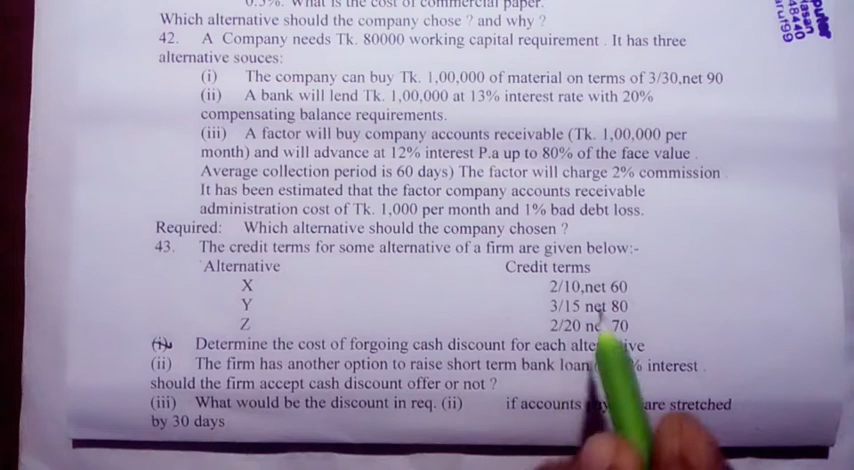 0.5%. What is the cost of commercial paper.
Which alternative should the company chose ? and why ?
42. A Company needs Tk. 80000 working capital requirement . It has three
alternative souces:
(i) The company can buy Tk. 1,00,000 of material on terms of 3/30,net 90
(ii) A bank will lend Tk. 1,00,000 at 13% interest rate with 20%
compensating balance requirements.
(iii) A factor will buy company accounts receivable (Tk. 1,00,000 per
month) and will advance at 12% interest P.a up to 80% of the face value .
Average collection period is 60 days) The factor will charge 2% commission .
It has been estimated that the factor company accounts receivable
administration cost of Tk. 1,000 per month and 1% bad debt loss.
Required: Which alternative should the company chosen ?
43. The credit terms for some alternative of a firm are given below:-
Alternative Credit terms
X 2/10,net 60
Y 3/15 net 80
Z 2/20 70
(i) Determine the cost of forgoing cash discount for each
(ii) The firm has another option to raise short term bank loan % interest .
should the firm accept cash discount offer or not ?
(iii) What would be the discount in req. (ii) if accounts are stretched
by 30 days